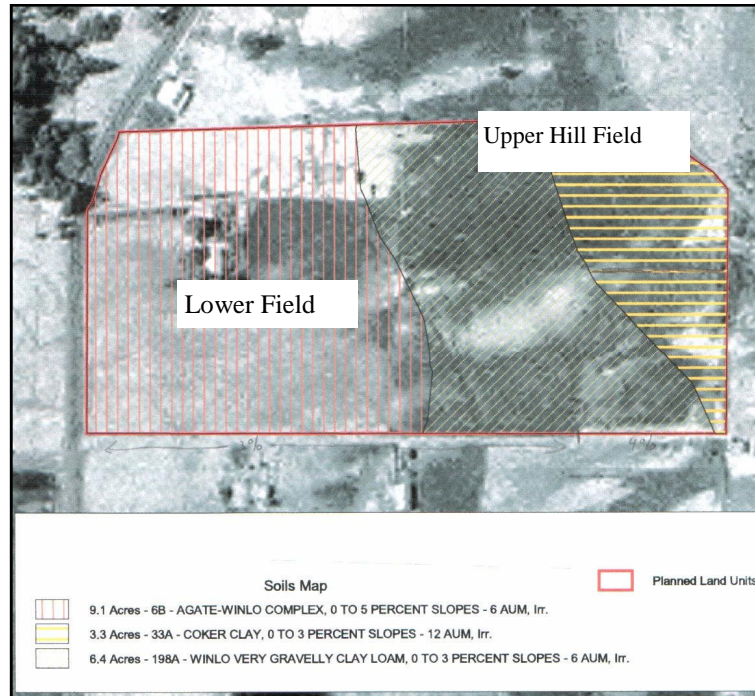 Upper Hill Field
Lower Field
2% 4%
Soils Map
Planned Land Units
9.1 Acres - 6B - AGATE-WINLO COMPLEX, 0 TO 5 PERCENT SLOPES - 6 AUM, Irr.
3.3 Acres - 33A - COKER CLAY, 0 TO 3 PERCENT SLOPES - 12 AUM, Irr.
6.4 Acres - 198A - WINLO VERY GRAVELLY CLAY LOAM, 0 TO 3 PERCENT SLOPES - 6 AUM, Irr.